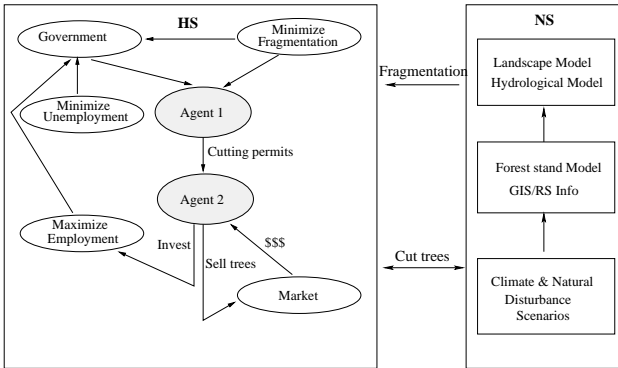 HS
Government
Minimize
Fragmentation
Minimize
Unemployment
Agent 1
Cutting permits
Agent 2
Maximize
Employment
Invest
Sell trees
$$$
Market
Fragmentation
Cut trees
NS
Landscape Model
Hydrological Model
Forest stand Model
GIS/RS Info
Climate & Natural
Disturbance
Scenarios